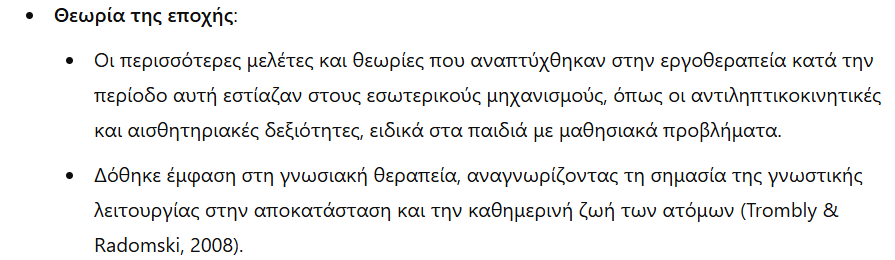 • Θεωρία της εποχής:
• Οι περισσότερες μελέτες και θεωρίες που αναπτύχθηκαν στην εργοθεραπεία κατά την
περίοδο αυτή εστίαζαν στους εσωτερικούς μηχανισμούς, όπως οι αντιληπτικοκινητικές
και αισθητηριακές δεξιότητες, ειδικά στα παιδιά με μαθησιακά προβλήματα.
• Δόθηκε έμφαση στη γνωσιακή θεραπεία, αναγνωρίζοντας τη σημασία της γνωστικής
λειτουργίας στην αποκατάσταση και την καθημερινή ζωή των ατόμων (Trombly &
Radomski, 2008).